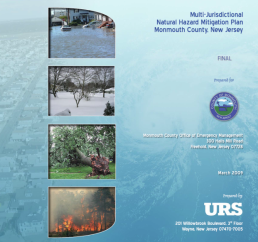 Multi-Jurisdictional
Natural Hazard Mitigation Plan
Monmouth County, New Jersey
FINAL
Prepared for
Monmouth County Office of Emergency Management
300 Halls Mill Road
Freehold, New Jersey 07728
March 2009
Prepared by
URS
201 Willowbrook Boulevard, 3rd Floor
Wayne, New Jersey 07470-7005